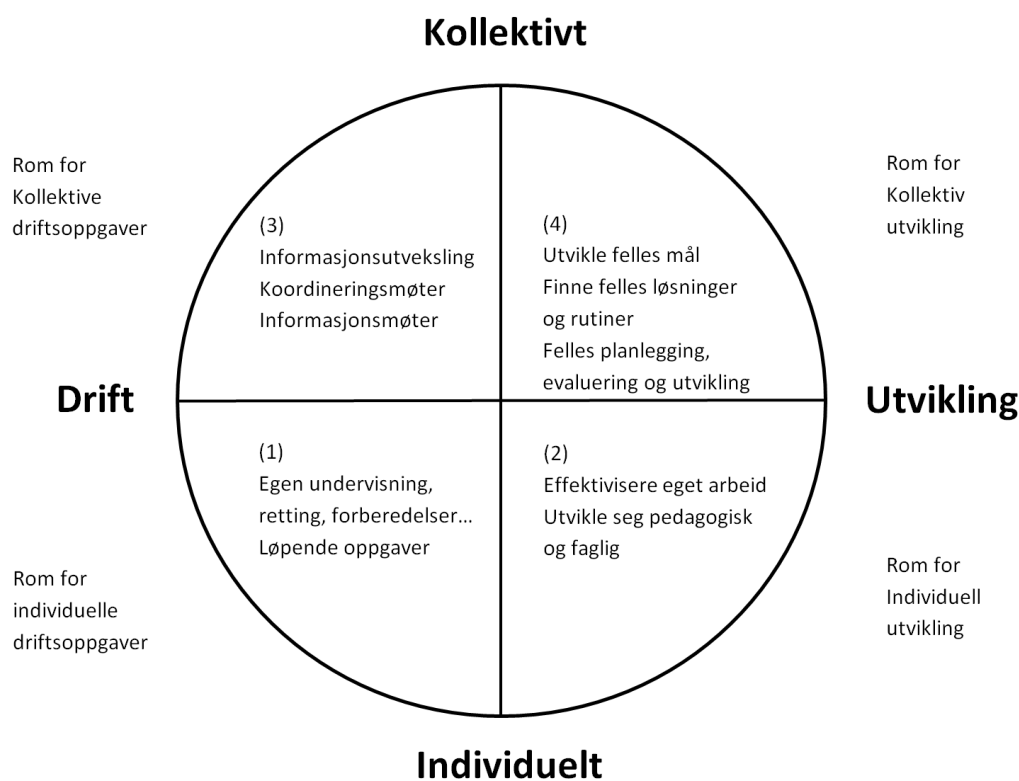 Kollektivt
Rom for
Kollektive
driftsoppgaver
Rom for
Kollektiv
utvikling
(3)
Informasjonsutveksling
Koordineringsmøter
Informasjonsmøter
(4)
Utvikle felles mål
Finne felles løsninger
og rutiner
Felles planlegging,
evaluering og utvikling
Drift
Utvikling
(1)
Egen undervisning,
retting, forberedelser...
Løpende oppgaver
(2)
Effektivisere eget arbeid
Utvikle seg pedagogisk
og faglig
Rom for
individuelle
driftsoppgaver
Rom for
Individuell
utvikling
Individuelt